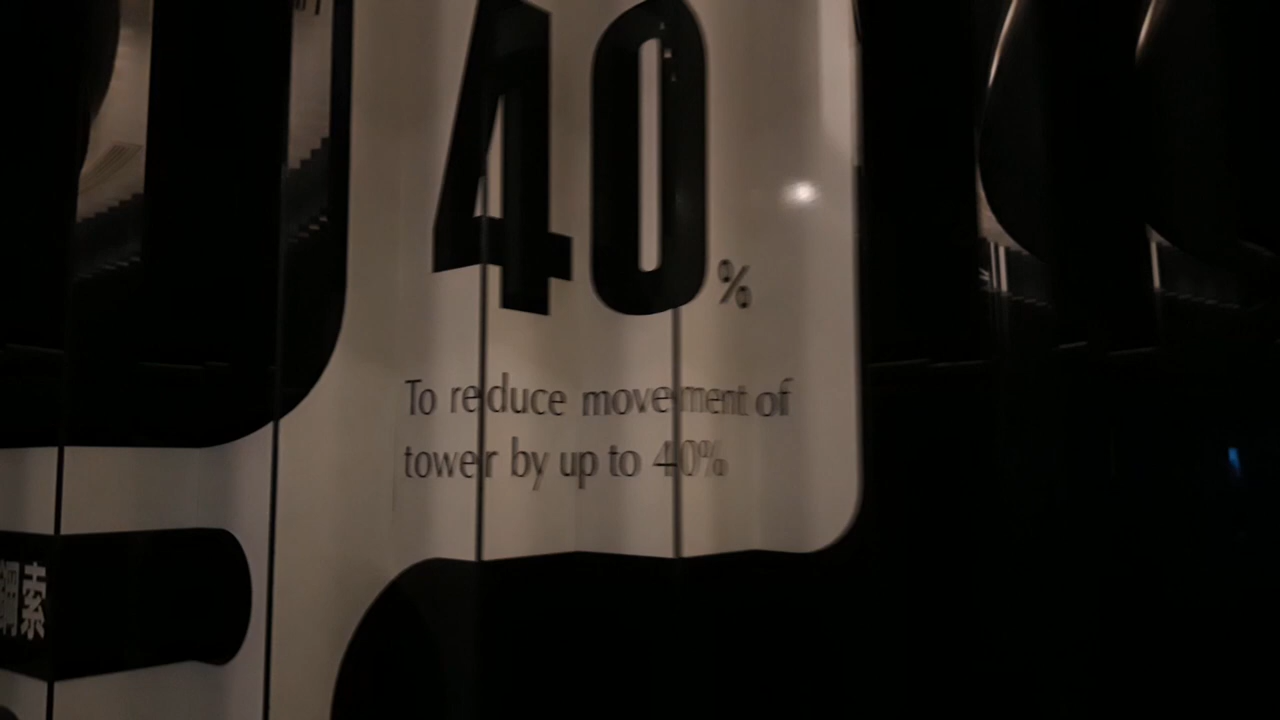 40%
To reduce movement of
tower by up to 40%
鋼索